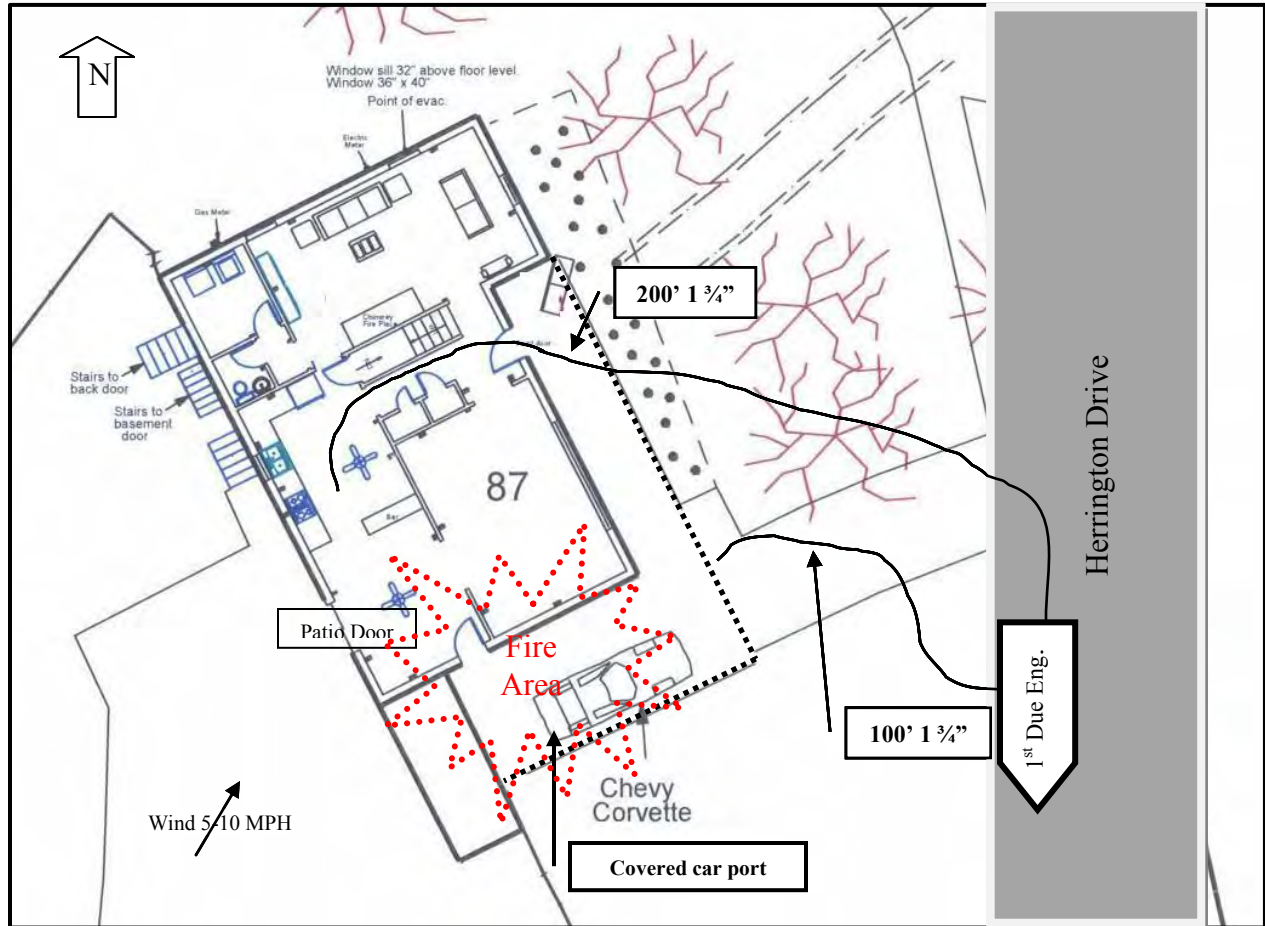 N
Window sill 32" above floor level.
Window 36" x 40"
Point of evac.
Electric
Meter
Gas Meter
200' 1 ¾"
Chimney
Fire Place
Stairs to
back door
Stairs to
basement
door
87
Bar
Herrington Drive
Patio Door
Fire
Area
1st Due Eng.
100' 1 ¾"
Chevy
Corvette
Wind 5-10 MPH
Covered car port